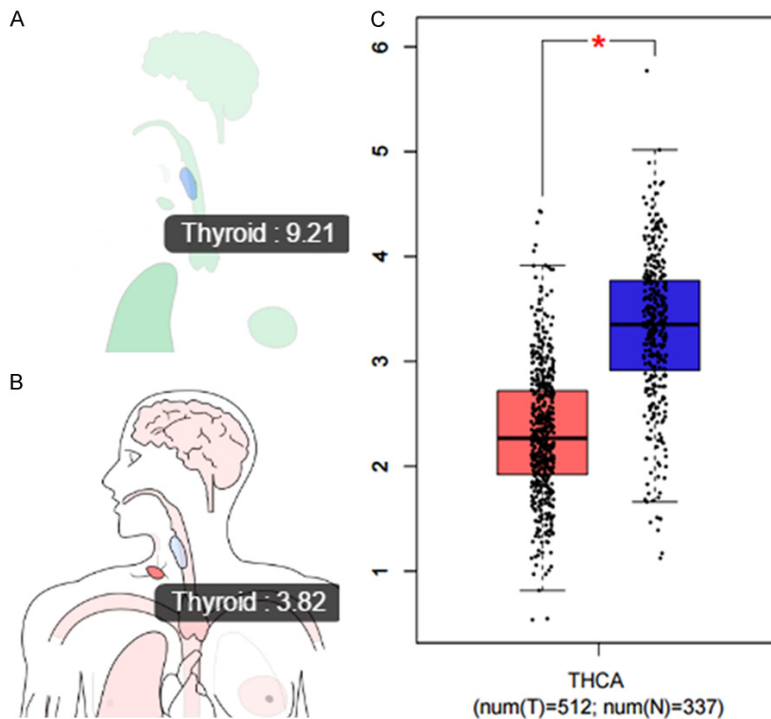 A
Thyroid : 9.21
B
Thyroid : 3.82
C
6
5
4
3
2
1
*
THCA
(num(T)=512; num(N)=337)